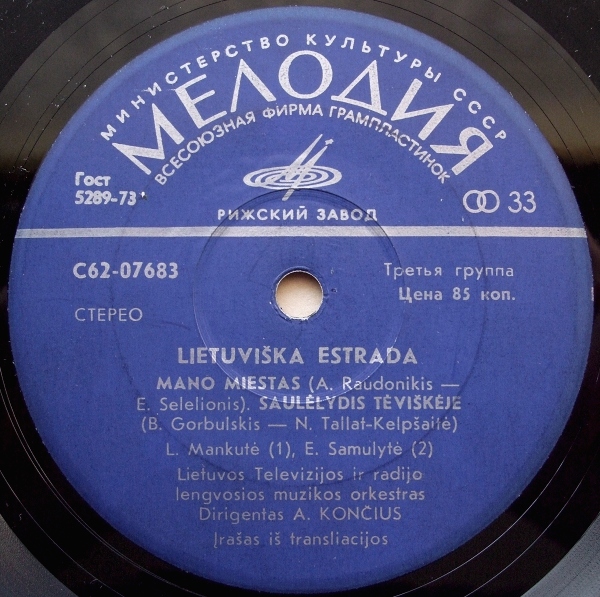 МИНИСТЕРСТВО КУЛЬТУРЫ СССР
МЕЛОДИЯ
ВСЕСОЮЗНАЯ ФИРМА ГРАМПЛАСТИНОК
Гост
5289-73
РИЖСКИЙ ЗАВОД
33
С62-07683
Третья группа
Цена 85 коп.
СТЕРЕО
LIETUVIŠKA ESTRADA
MANO MIESTAS (A. Raudonikis —
E. Selelionis). SAULĖLYDIS TĖVIŠKĖJE
(B. Gorbulskis — N. Tallat-Kelpšaitė)
L. Mankutė (1), E. Samulytė (2)
Lietuvos Televizijos ir radijo
lengvosios muzikos orkestras
Dirigentas A. KONČIUS
Įrašas iš transliacijos